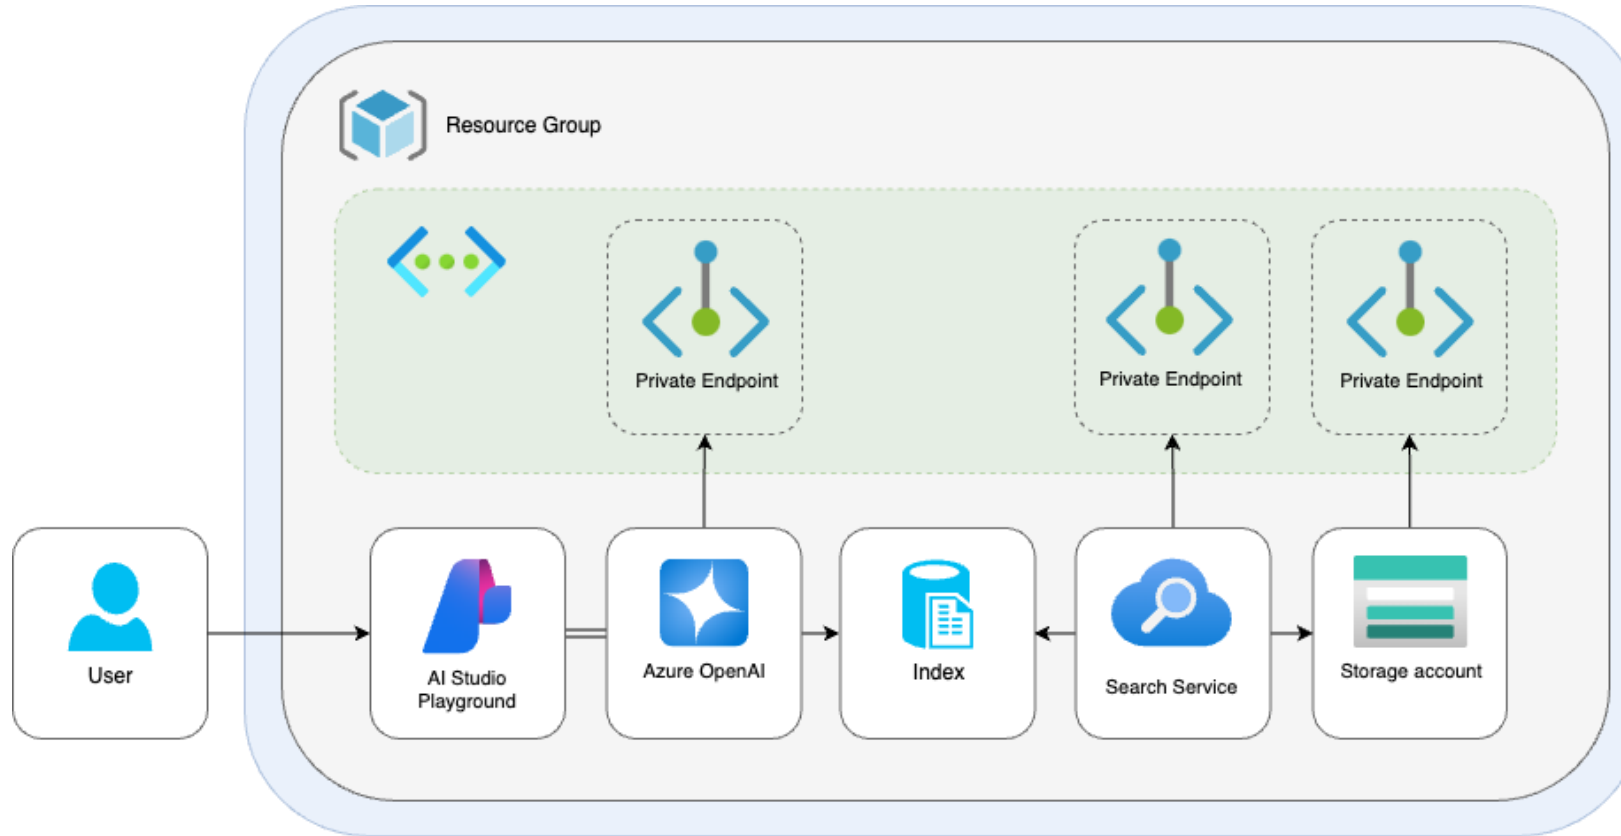 Resource Group
Private Endpoint
Private Endpoint
Private Endpoint
User
AI Studio
Playground
Azure OpenAI
Index
Search Service
Storage account